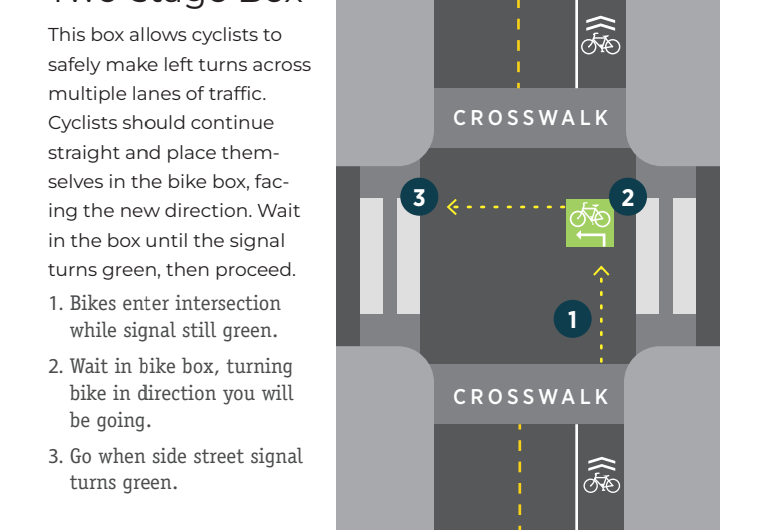 Two-Stage Box
This box allows cyclists to
safely make left turns across
multiple lanes of traffic.
Cyclists should continue
straight and place them-
selves in the bike box, fac-
ing the new direction. Wait
in the box until the signal
turns green, then proceed.
1. Bikes enter intersection
while signal still green.
2. Wait in bike box, turning
bike in direction you will
be going.
3. Go when side street signal
turns green.
CROSSWALK
3
2
1
CROSSWALK